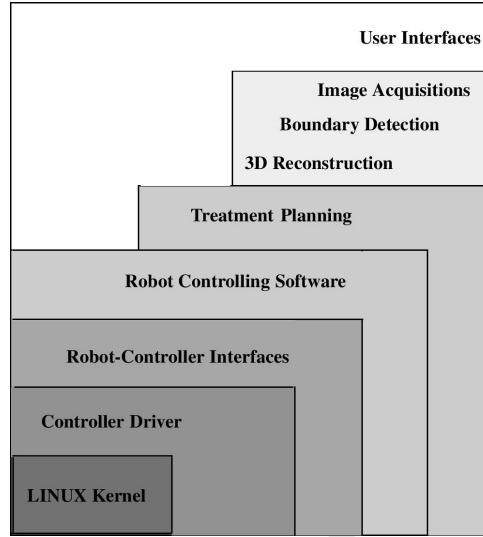 User Interfaces
Image Acquisitions
Boundary Detection
3D Reconstruction
Treatment Planning
Robot Controlling Software
Robot-Controller Interfaces
Controller Driver
LINUX Kernel